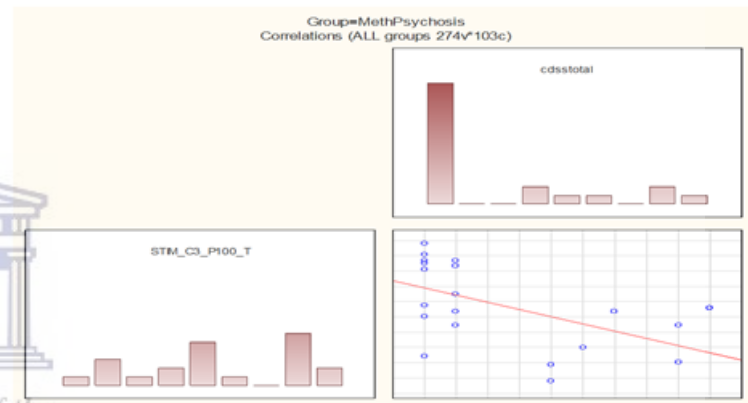 Group=MethPsychosis
Correlations (ALL groups 274v*103c)
cdsstotal
STIM_C3_P100_T